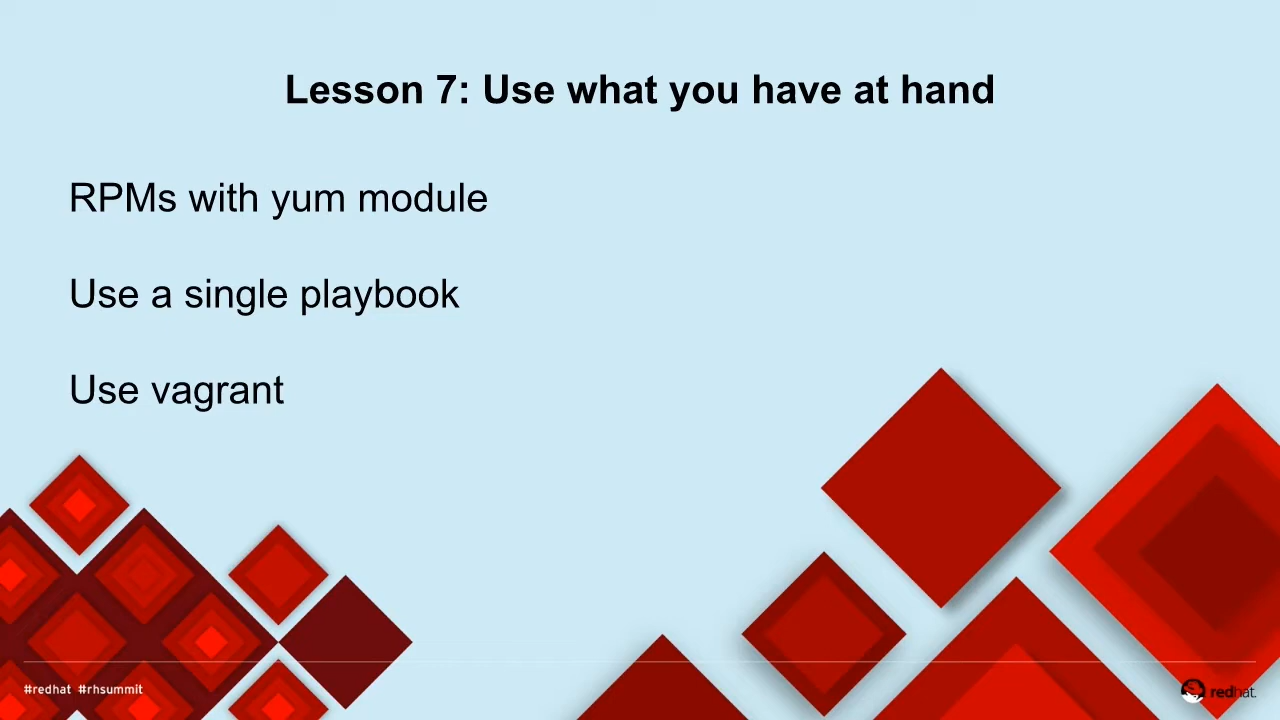 Lesson 7: Use what you have at hand
RPMs with yum module
Use a single playbook
Use vagrant
#redhat #rhsummit
redhat.